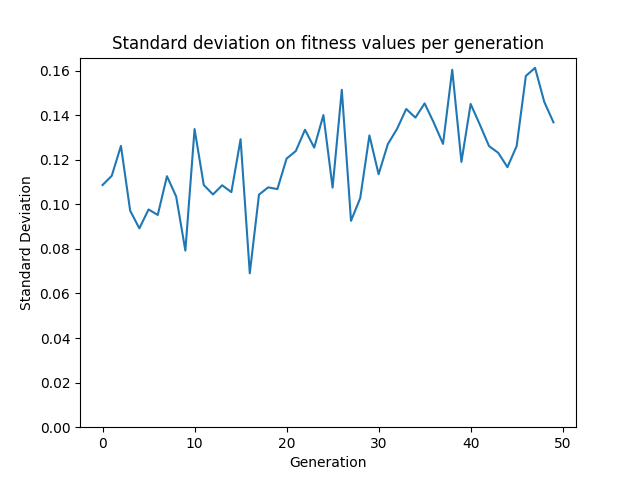 Standard deviation on fitness values per generation
0.16
0.14
0.12
0.10
0.08
0.06
0.04
0.02
0.00
Standard Deviation
0 10 20 30 40 50
Generation